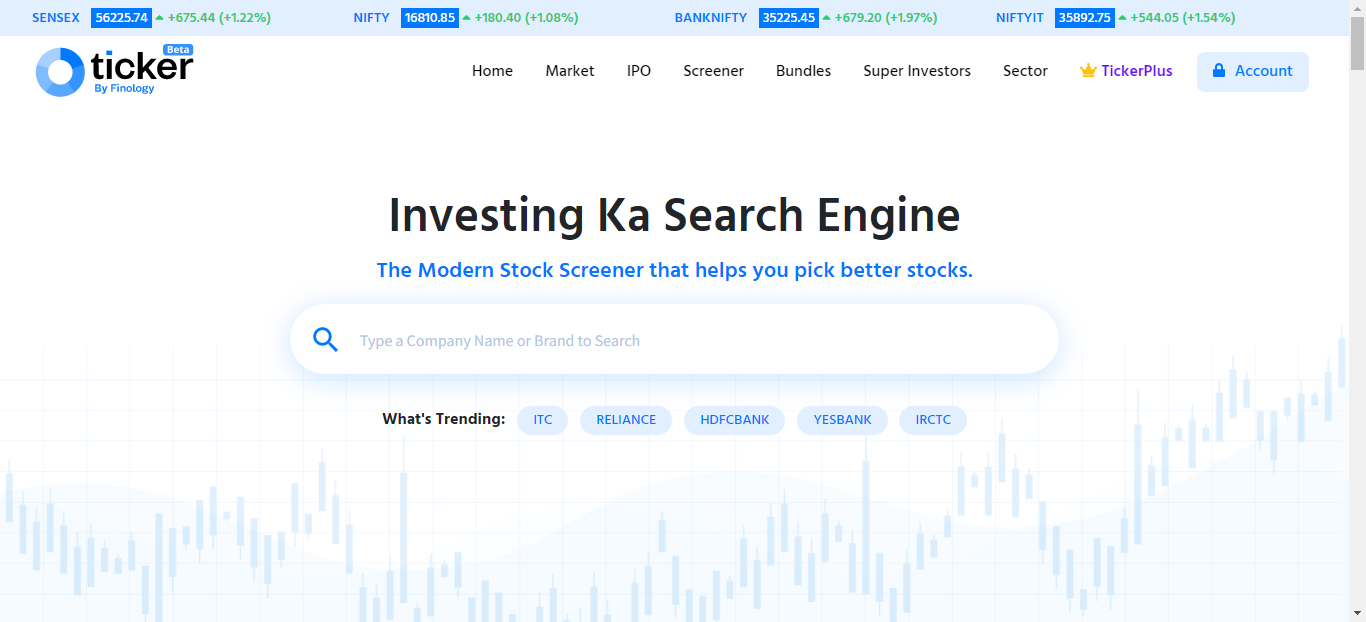 SENSEX 56225.74 +675.44 (+1.22%) NIFTY 16810.85 +180.40 (+1.08%) BANKNIFTY 35225.45 +679.20 (+1.97%) NIFTYIT 35892.75 +544.05 (+1.54%)
Beta
ticker
By Finology
Home Market IPO Screener Bundles Super Investors Sector TickerPlus Account
Investing Ka Search Engine
The Modern Stock Screener that helps you pick better stocks.
Type a Company Name or Brand to Search
What's Trending: ITC RELIANCE HDFCBANK YESBANK IRCTC